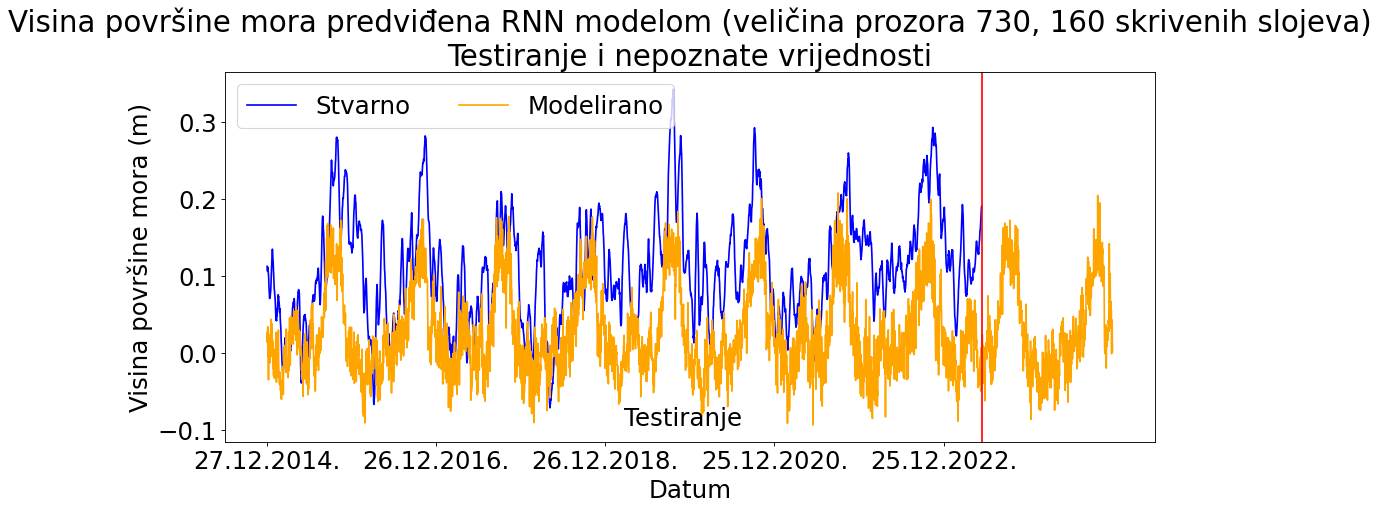 Visina površine mora predviđena RNN modelom (veličina prozora 730, 160 skrivenih slojeva)
Testiranje i nepoznate vrijednosti
Stvarno Modelirano
Visina površine mora (m)
0.3
0.2
0.1
0.0
−0.1
Testiranje
27.12.2014. 26.12.2016. 26.12.2018. 25.12.2020. 25.12.2022.
Datum